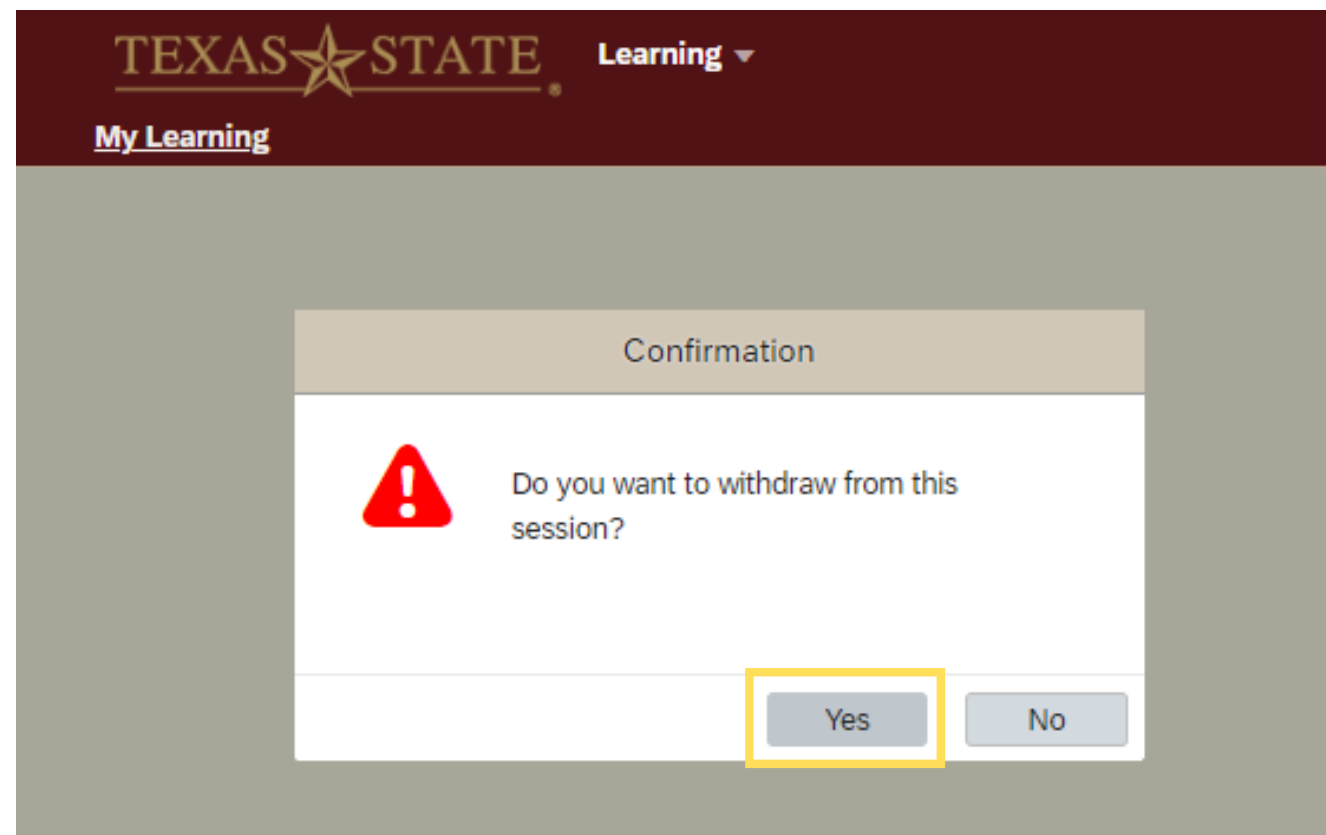 TEXAS STATE®
Learning
My Learning
Confirmation
Do you want to withdraw from this
session?
Yes No